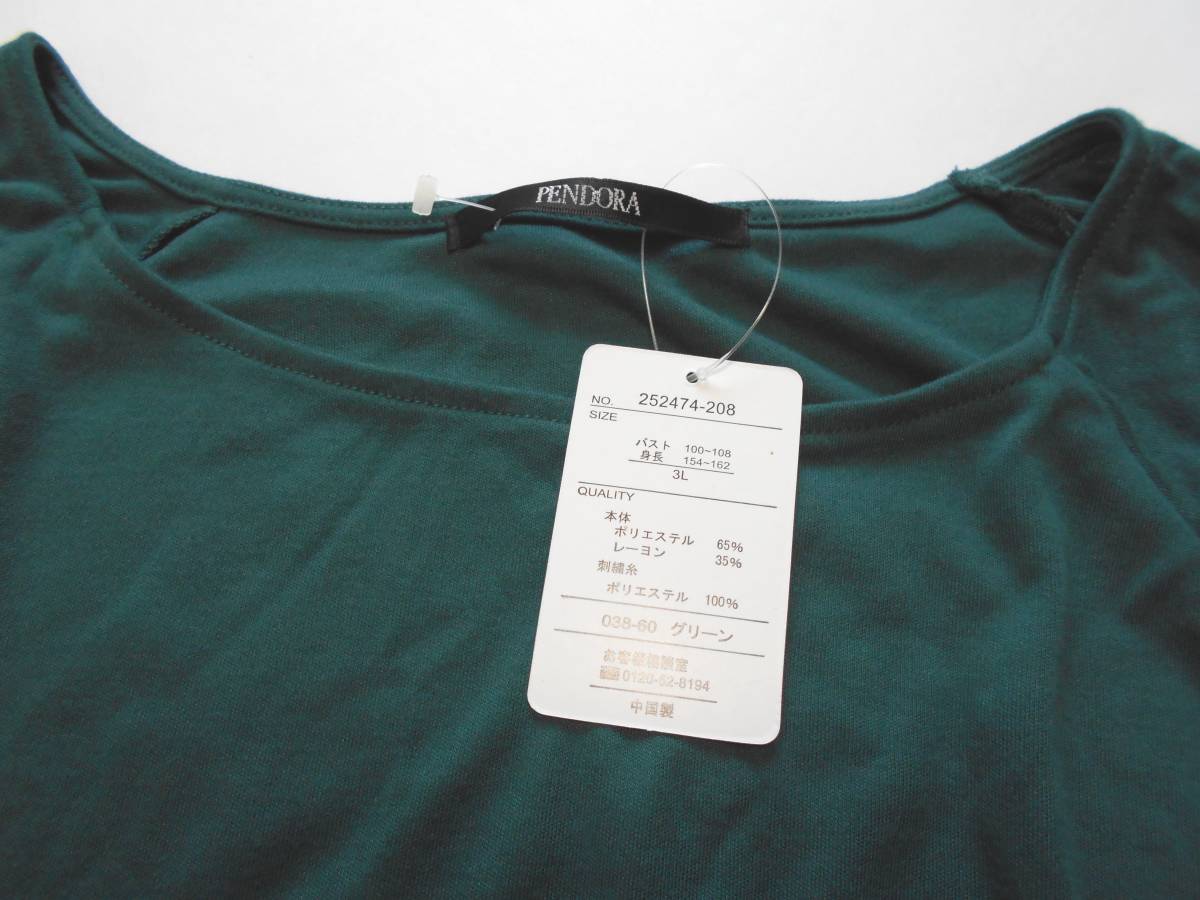 PENDORA
NO. 252474-208
SIZE
バスト 100~108
身長 154~162
3L
QUALITY
本体
ポリエステル 65%
レーヨン 35%
刺繍糸
ポリエステル 100%
038-60 グリーン
お客様相談室
0120-52-8194
中国製